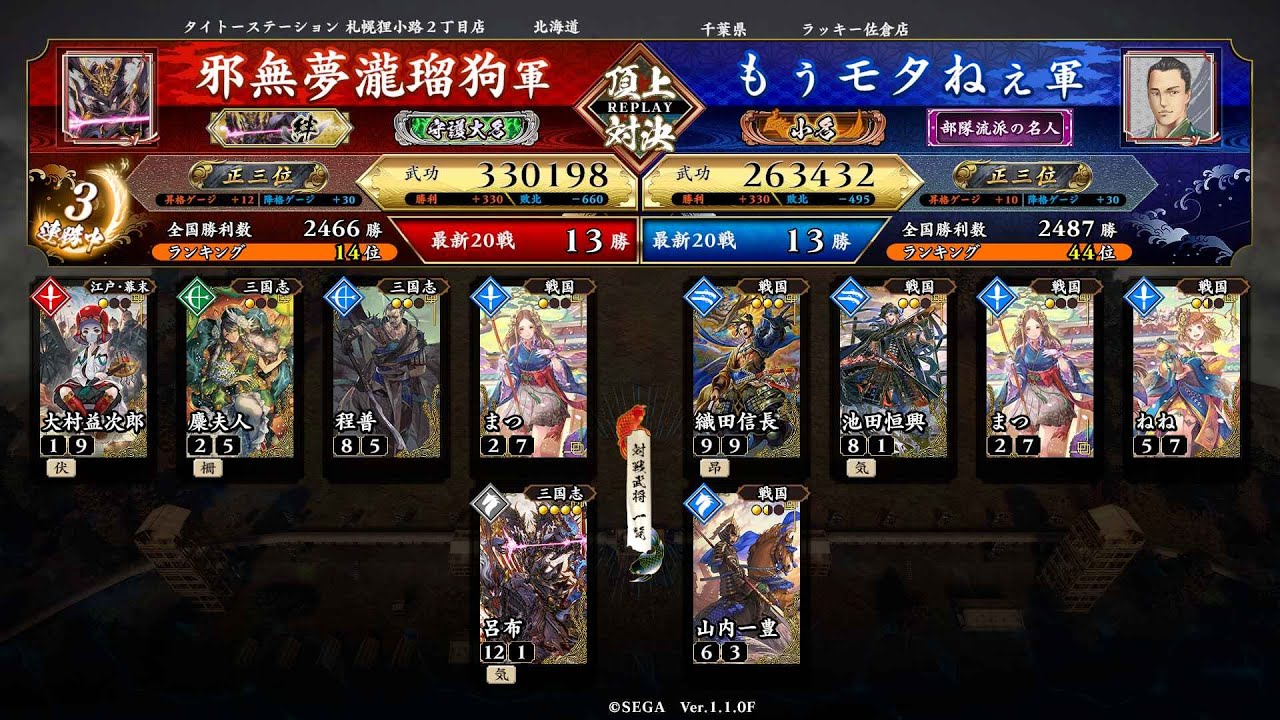 タイトーステーション 札幌狸小路２丁目店　北海道
千葉県　ラッキー佐倉店
邪無夢瀧瑠狗軍
頂上
REPLAY
対決
もぅモタねぇ軍
絆
守護大名
小名
部隊流派の名人
3
連勝中
正三位
昇格ゲージ +12 降格ゲージ +30
武功 330198
勝利 +330 敗北 -660
武功 263432
勝利 +330 敗北 -495
正三位
昇格ゲージ +10 降格ゲージ +30
全国勝利数 2466 勝
ランキング 14位
最新20戦 13 勝
最新20戦 13 勝
全国勝利数 2487 勝
ランキング 44位
江戸・幕末
大村益次郎
1 9
伏
三国志
麋夫人
2 5
柵
三国志
程普
8 5
戦国
まつ
2 7
戦国
織田信長
9 9
昂
戦国
池田恒興
8 1
気
戦国
まつ
2 7
戦国
ねね
5 7
対戦武将一覧
三国志
呂布
12 1
気
戦国
山内一豊
6 3
©SEGA Ver.1.1.0F